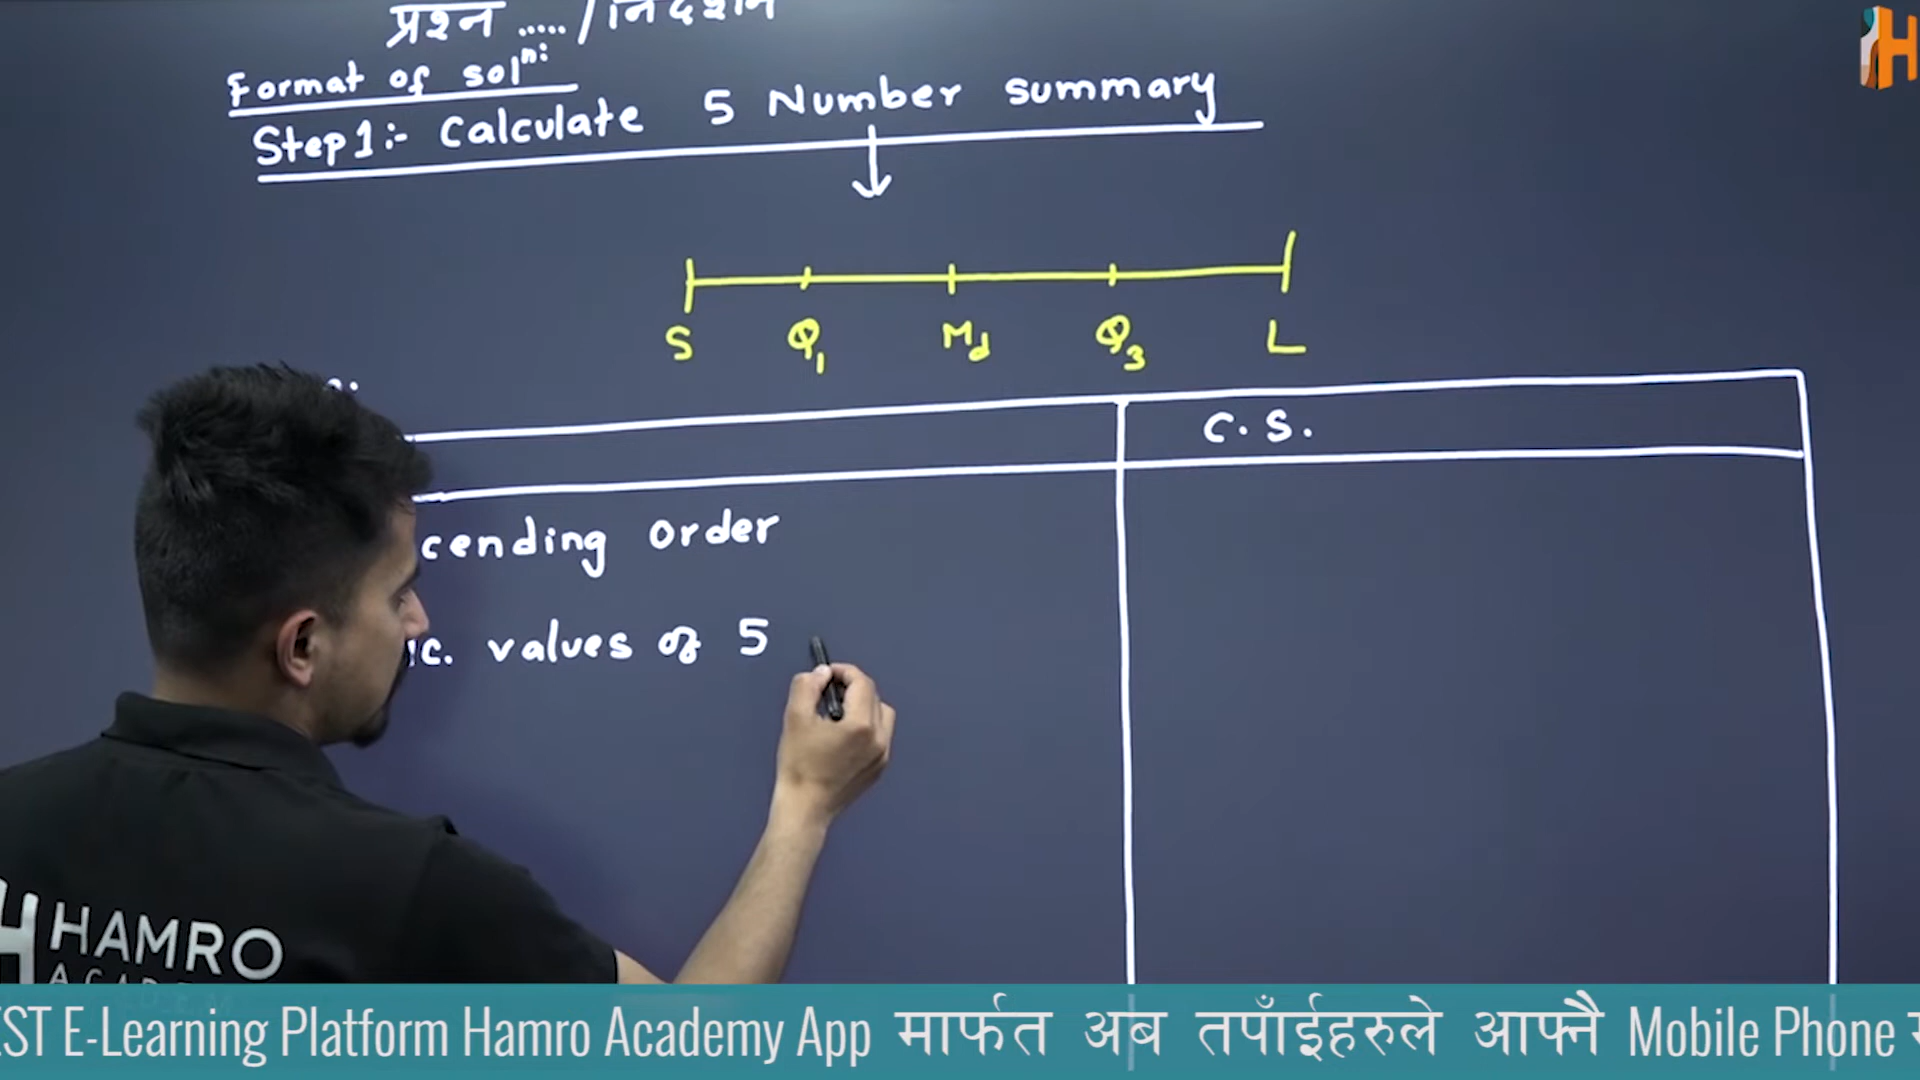 प्रश्न ..... / निर्देशन
Format of solⁿ:
Step 1:- Calculate 5 Number summary
S Q₁ Md Q₃ L
C. S.
cending order
c. values of 5
HAMRO
EST E-Learning Platform Hamro Academy App मार्फत अब तपाँईहरुले आफ्नै Mobile Phone